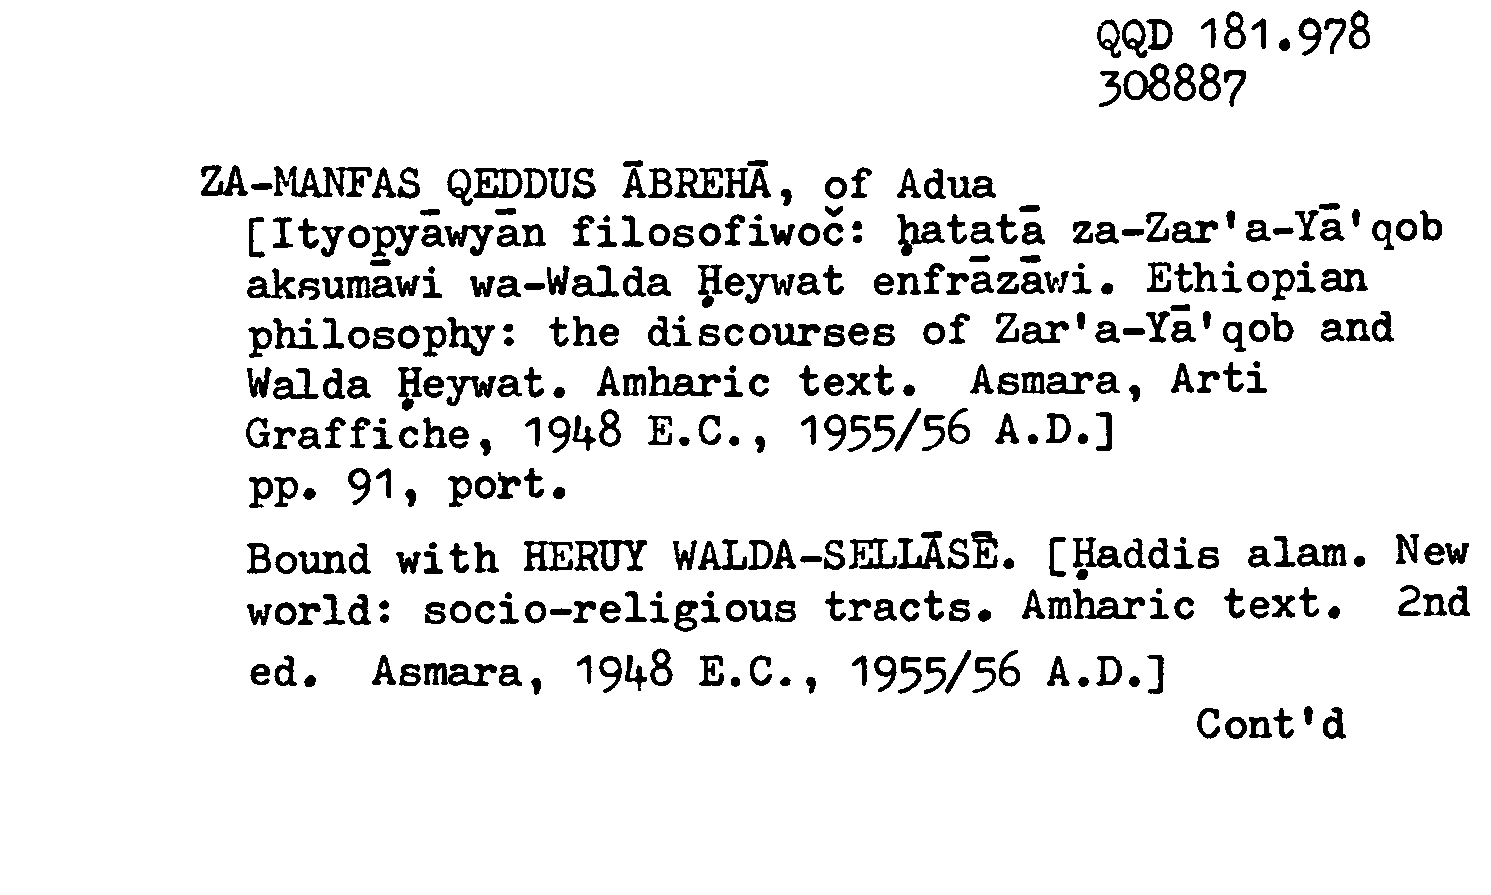 QQD 181.978
308887
ZA-MANFAS QEDDUS ĀBREHĀ, of Adua
[Ityopyāwyān filosofiwoč: ḥatatā za-Zar'a-Yā'qob
aksumāwi wa-Walda Ḥeywat enfrāzāwi. Ethiopian
philosophy: the discourses of Zar'a-Yā'qob and
Walda Ḥeywat. Amharic text. Asmara, Arti
Graffiche, 1948 E.C., 1955/56 A.D.]
pp. 91, port.
Bound with HERUY WALDA-SELLĀSĒ. [Ḥaddis alam. New
world: socio-religious tracts. Amharic text. 2nd
ed. Asmara, 1948 E.C., 1955/56 A.D.]
Cont'd